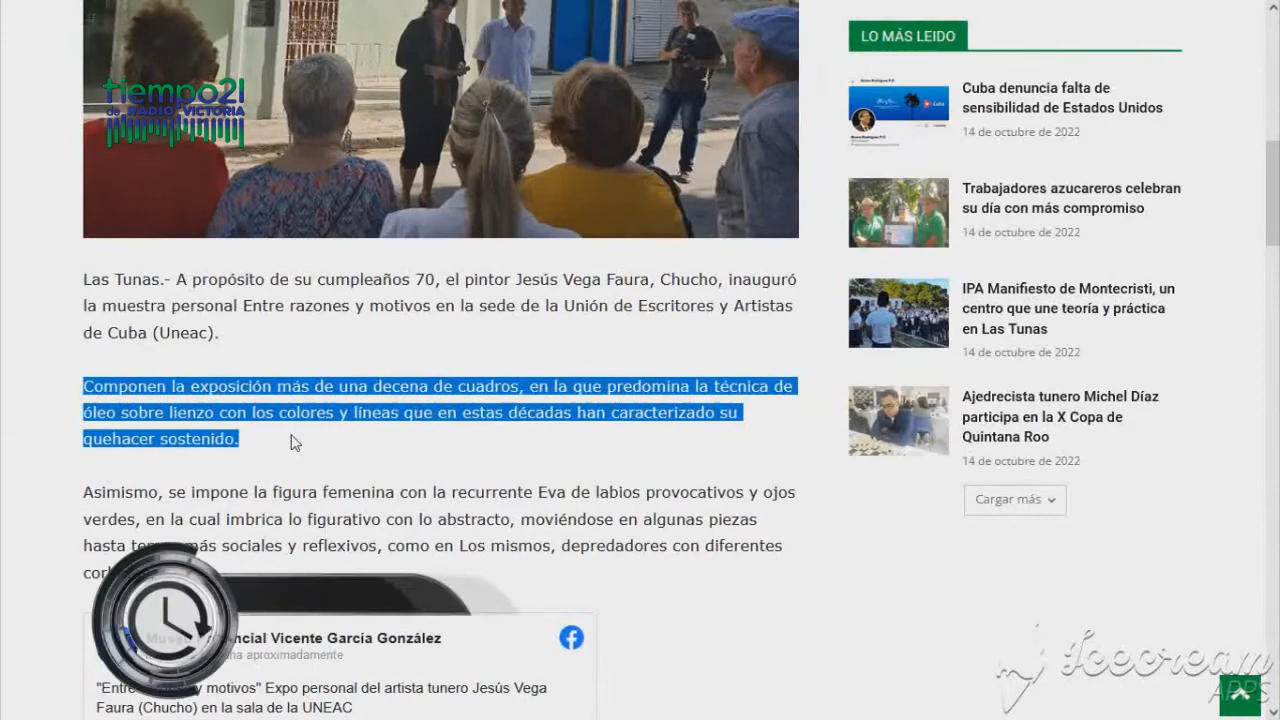 tiempo21
de RADIO VICTORIA
Las Tunas.- A propósito de su cumpleaños 70, el pintor Jesús Vega Faura, Chucho, inauguró
la muestra personal Entre razones y motivos en la sede de la Unión de Escritores y Artistas
de Cuba (Uneac).
Componen la exposición más de una decena de cuadros, en la que predomina la técnica de
óleo sobre lienzo con los colores y líneas que en estas décadas han caracterizado su
quehacer sostenido.
Asimismo, se impone la figura femenina con la recurrente Eva de labios provocativos y ojos
verdes, en la cual imbrica lo figurativo con lo abstracto, moviéndose en algunas piezas
hasta más sociales y reflexivos, como en Los mismos, depredadores con diferentes
Vicente García González
aproximadamente
"Entre y motivos" Expo personal del artista tunero Jesús Vega
Faura (Chucho) en la sala de la UNEAC
LO MÁS LEIDO
Cuba denuncia falta de
sensibilidad de Estados Unidos
14 de octubre de 2022
Trabajadores azucareros celebran
su día con más compromiso
14 de octubre de 2022
IPA Manifiesto de Montecristi, un
centro que une teoría y práctica
en Las Tunas
14 de octubre de 2022
Ajedrecista tunero Michel Díaz
participa en la X Copa de
Quintana Roo
14 de octubre de 2022
Cargar más
Icecream
APPS